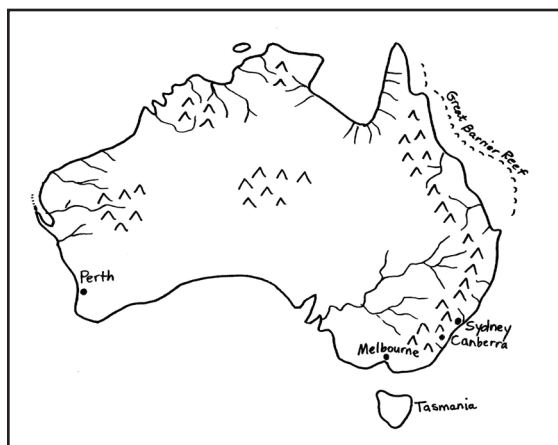 Great Barrier Reef
Perth
Sydney
Canberra
Melbourne
Tasmania